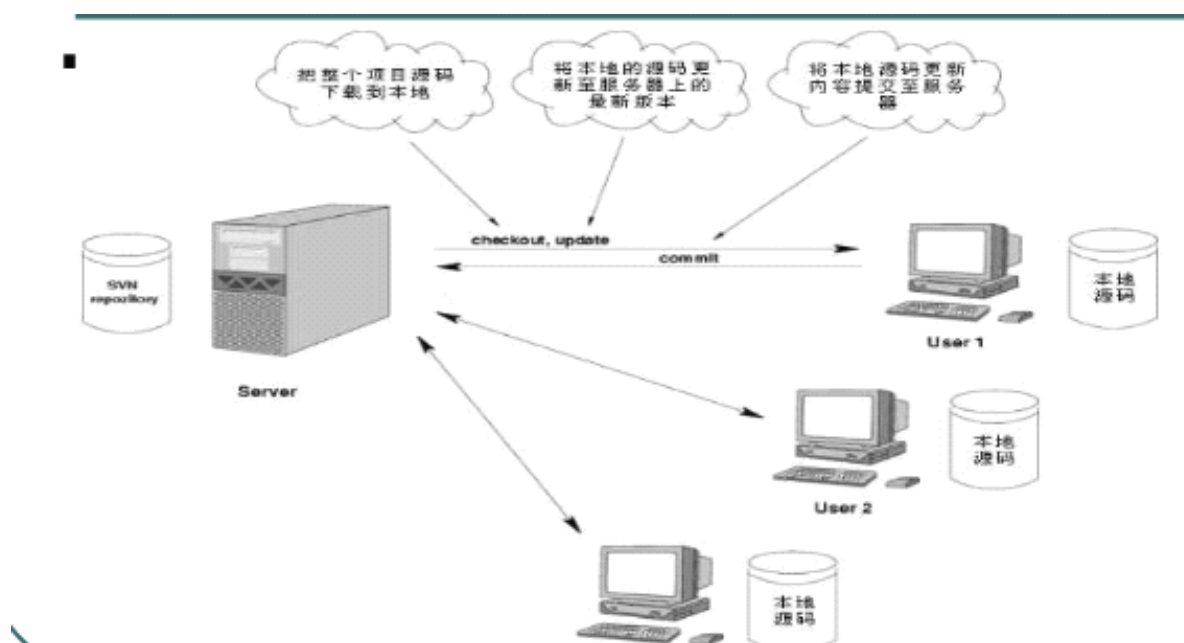 把整个项目源码
下载到本地
将本地的源码更
新至服务器上的
最新版本
将本地源码更新
内容提交至服务
器
checkout, update
commit
SVN
repozilory
本地
源码
User 1
Server
本地
源码
User 2
本地
源码